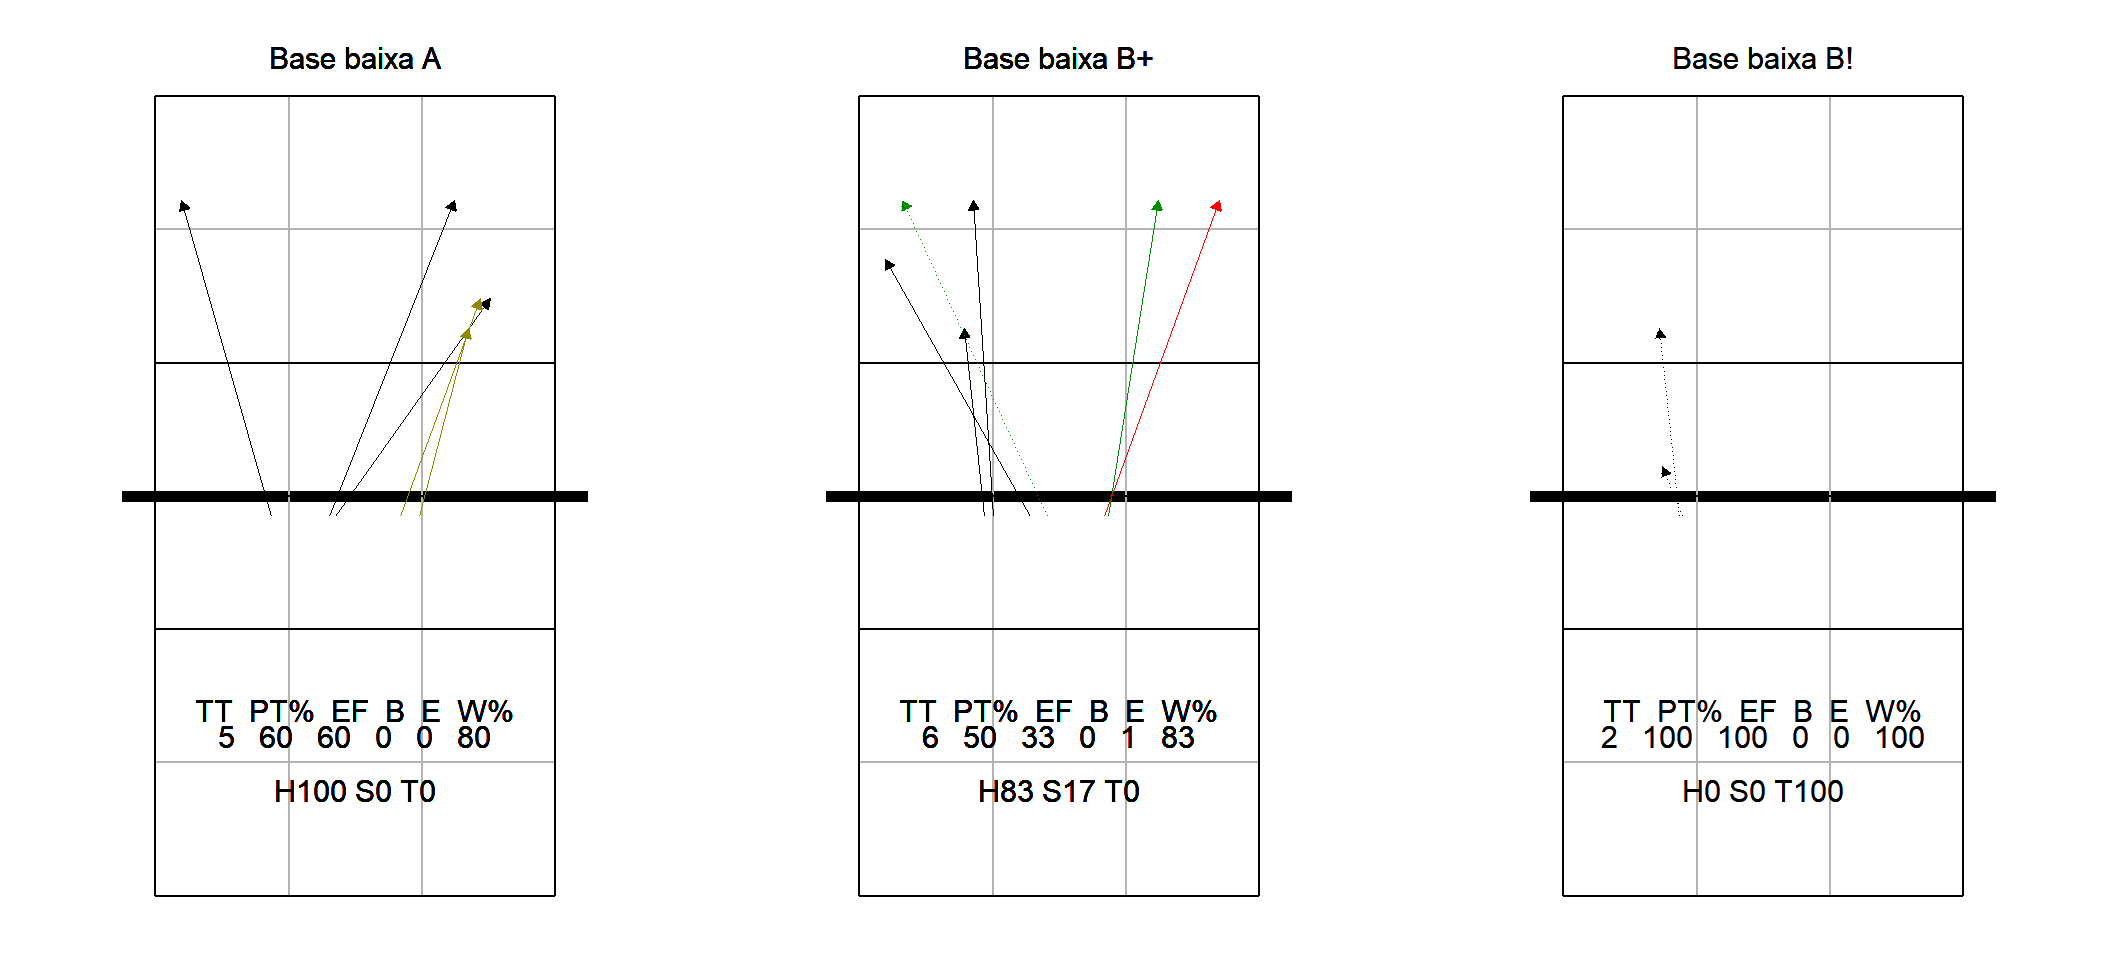 Base baixa A
TT PT% EF B E W%
5 60 60 0 0 80
H100 S0 T0
Base baixa B+
TT PT% EF B E W%
6 50 33 0 1 83
H83 S17 T0
Base baixa B!
TT PT% EF B E W%
2 100 100 0 0 100
H0 S0 T100